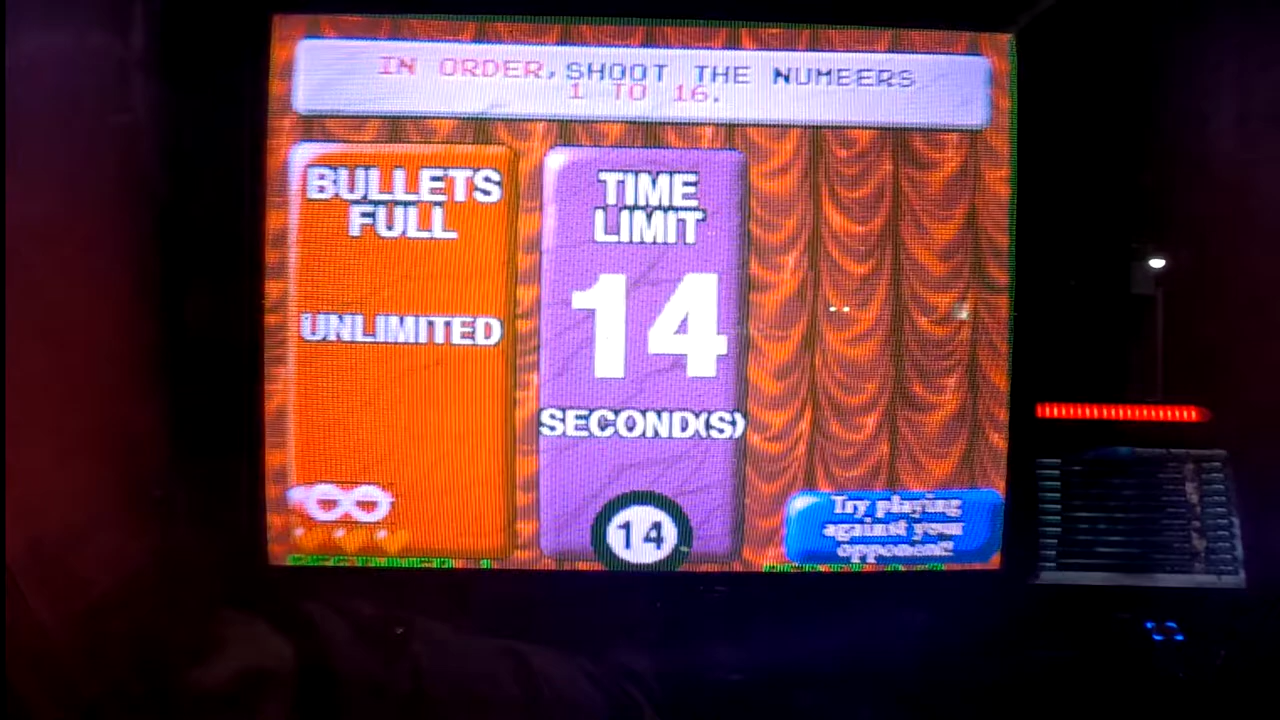 IN ORDER, SHOOT THE NUMBERS
1 TO 16.
BULLETS
FULL
UNLIMITED
TIME
LIMIT
14
SECOND(S)
14
Try playing
against your
opponent!!